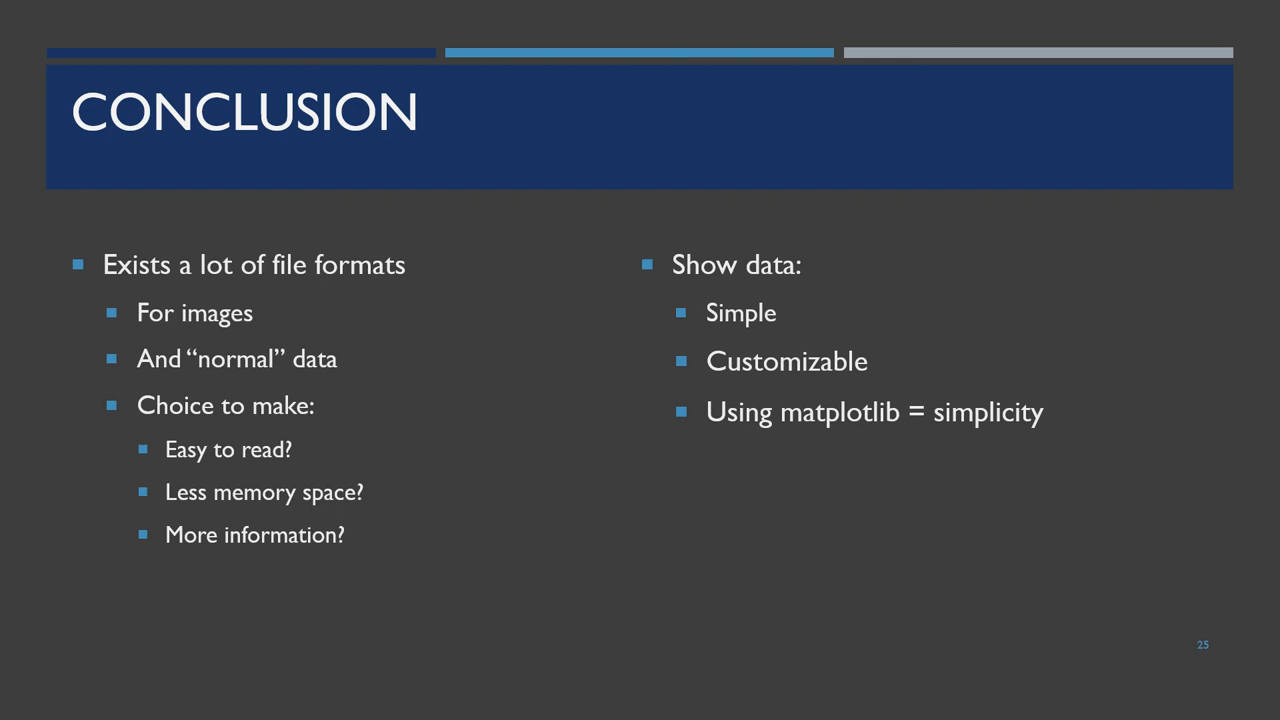 CONCLUSION
Exists a lot of file formats
For images
And “normal” data
Choice to make:
Easy to read?
Less memory space?
More information?
Show data:
Simple
Customizable
Using matplotlib = simplicity
25